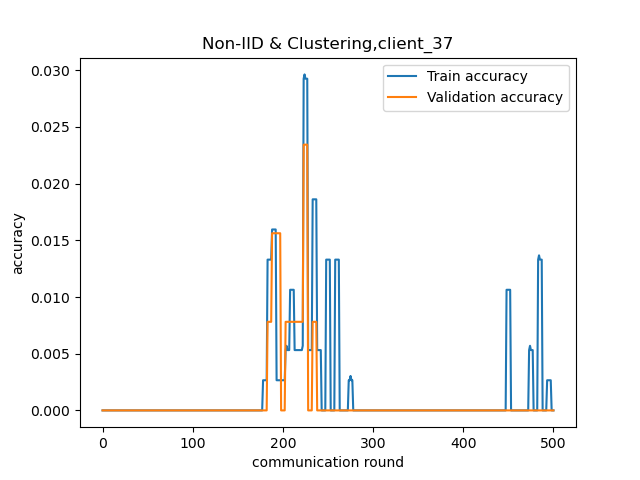 Non-IID & Clustering,client_37
Train accuracy
Validation accuracy
accuracy
0.030
0.025
0.020
0.015
0.010
0.005
0.000
0 100 200 300 400 500
communication round